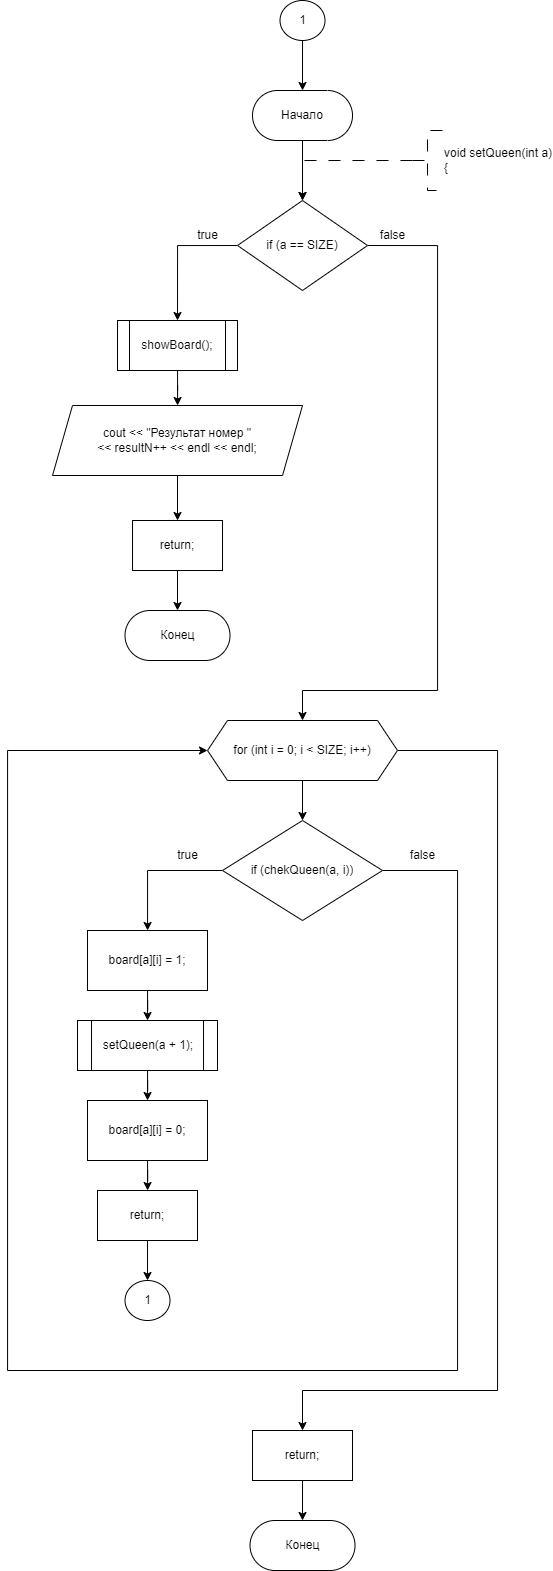 1
Начало
void setQueen(int a)
{
if (a == SIZE)
true
false
showBoard();
cout << "Результат номер "
<< resultN++ << endl << endl;
return;
Конец
for (int i = 0; i < SIZE; i++)
if (chekQueen(a, i))
true
false
board[a][i] = 1;
setQueen(a + 1);
board[a][i] = 0;
return;
1
return;
Конец